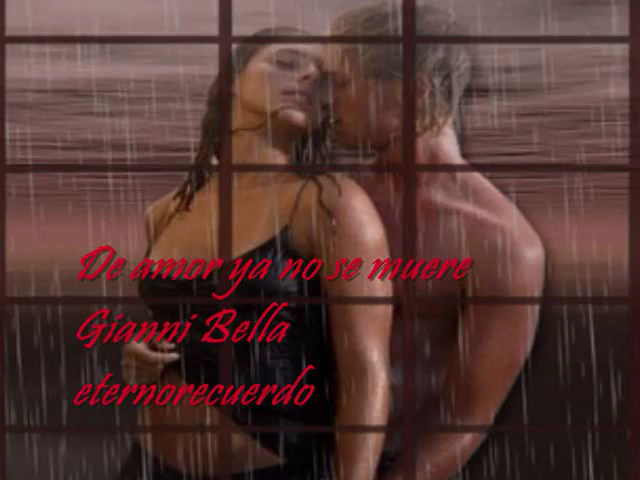 De amor ya no se muere
Gianni Bella
eternorecuerdo